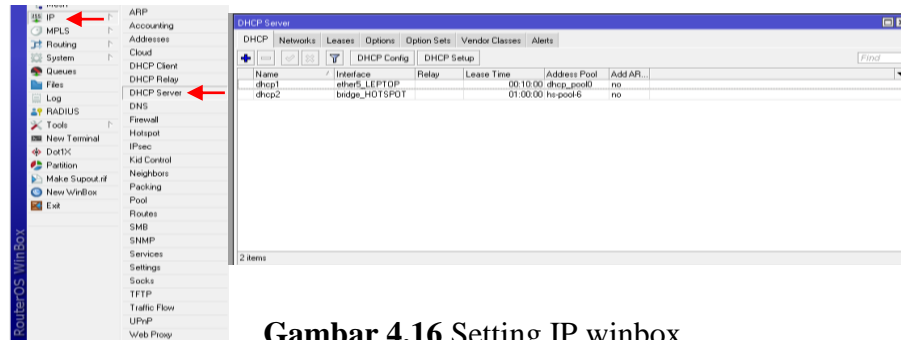 Mesh
IP
MPLS
Routing
System
Queues
Files
Log
RADIUS
Tools
New Terminal
Dot1X
Partition
Make Supout.rif
New WinBox
Exit
RouterOS WinBox
ARP
Accounting
Addresses
Cloud
DHCP Client
DHCP Relay
DHCP Server
DNS
Firewall
Hotspot
IPsec
Kid Control
Neighbors
Packing
Pool
Routes
SMB
SNMP
Services
Settings
Socks
TFTP
Traffic Flow
UPnP
Web Proxy
DHCP Server
DHCP Networks Leases Options Option Sets Vendor Classes Alerts
DHCP Config DHCP Setup Find
Name / Interface Relay Lease Time Address Pool Add AR...
dhcp1 ether5_LEPTOP 00:10:00 dhcp_pool0 no
dhcp2 bridge_HOTSPOT 01:00:00 hs-pool-6 no
2 items
Gambar 4.16 Setting IP winbox